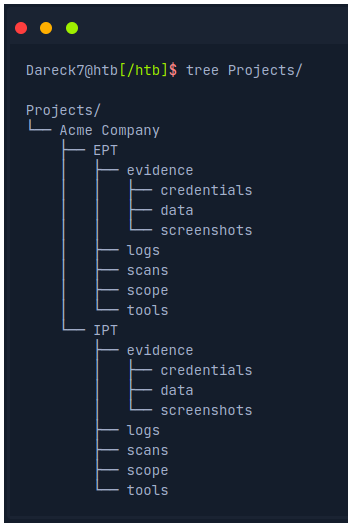 Dareck7@htb[/htb]$ tree Projects/
Projects/
└── Acme Company
    ├── EPT
    │   ├── evidence
    │   │   ├── credentials
    │   │   ├── data
    │   │   └── screenshots
    │   ├── logs
    │   ├── scans
    │   ├── scope
    │   └── tools
    └── IPT
        ├── evidence
        │   ├── credentials
        │   ├── data
        │   └── screenshots
        ├── logs
        ├── scans
        ├── scope
        └── tools